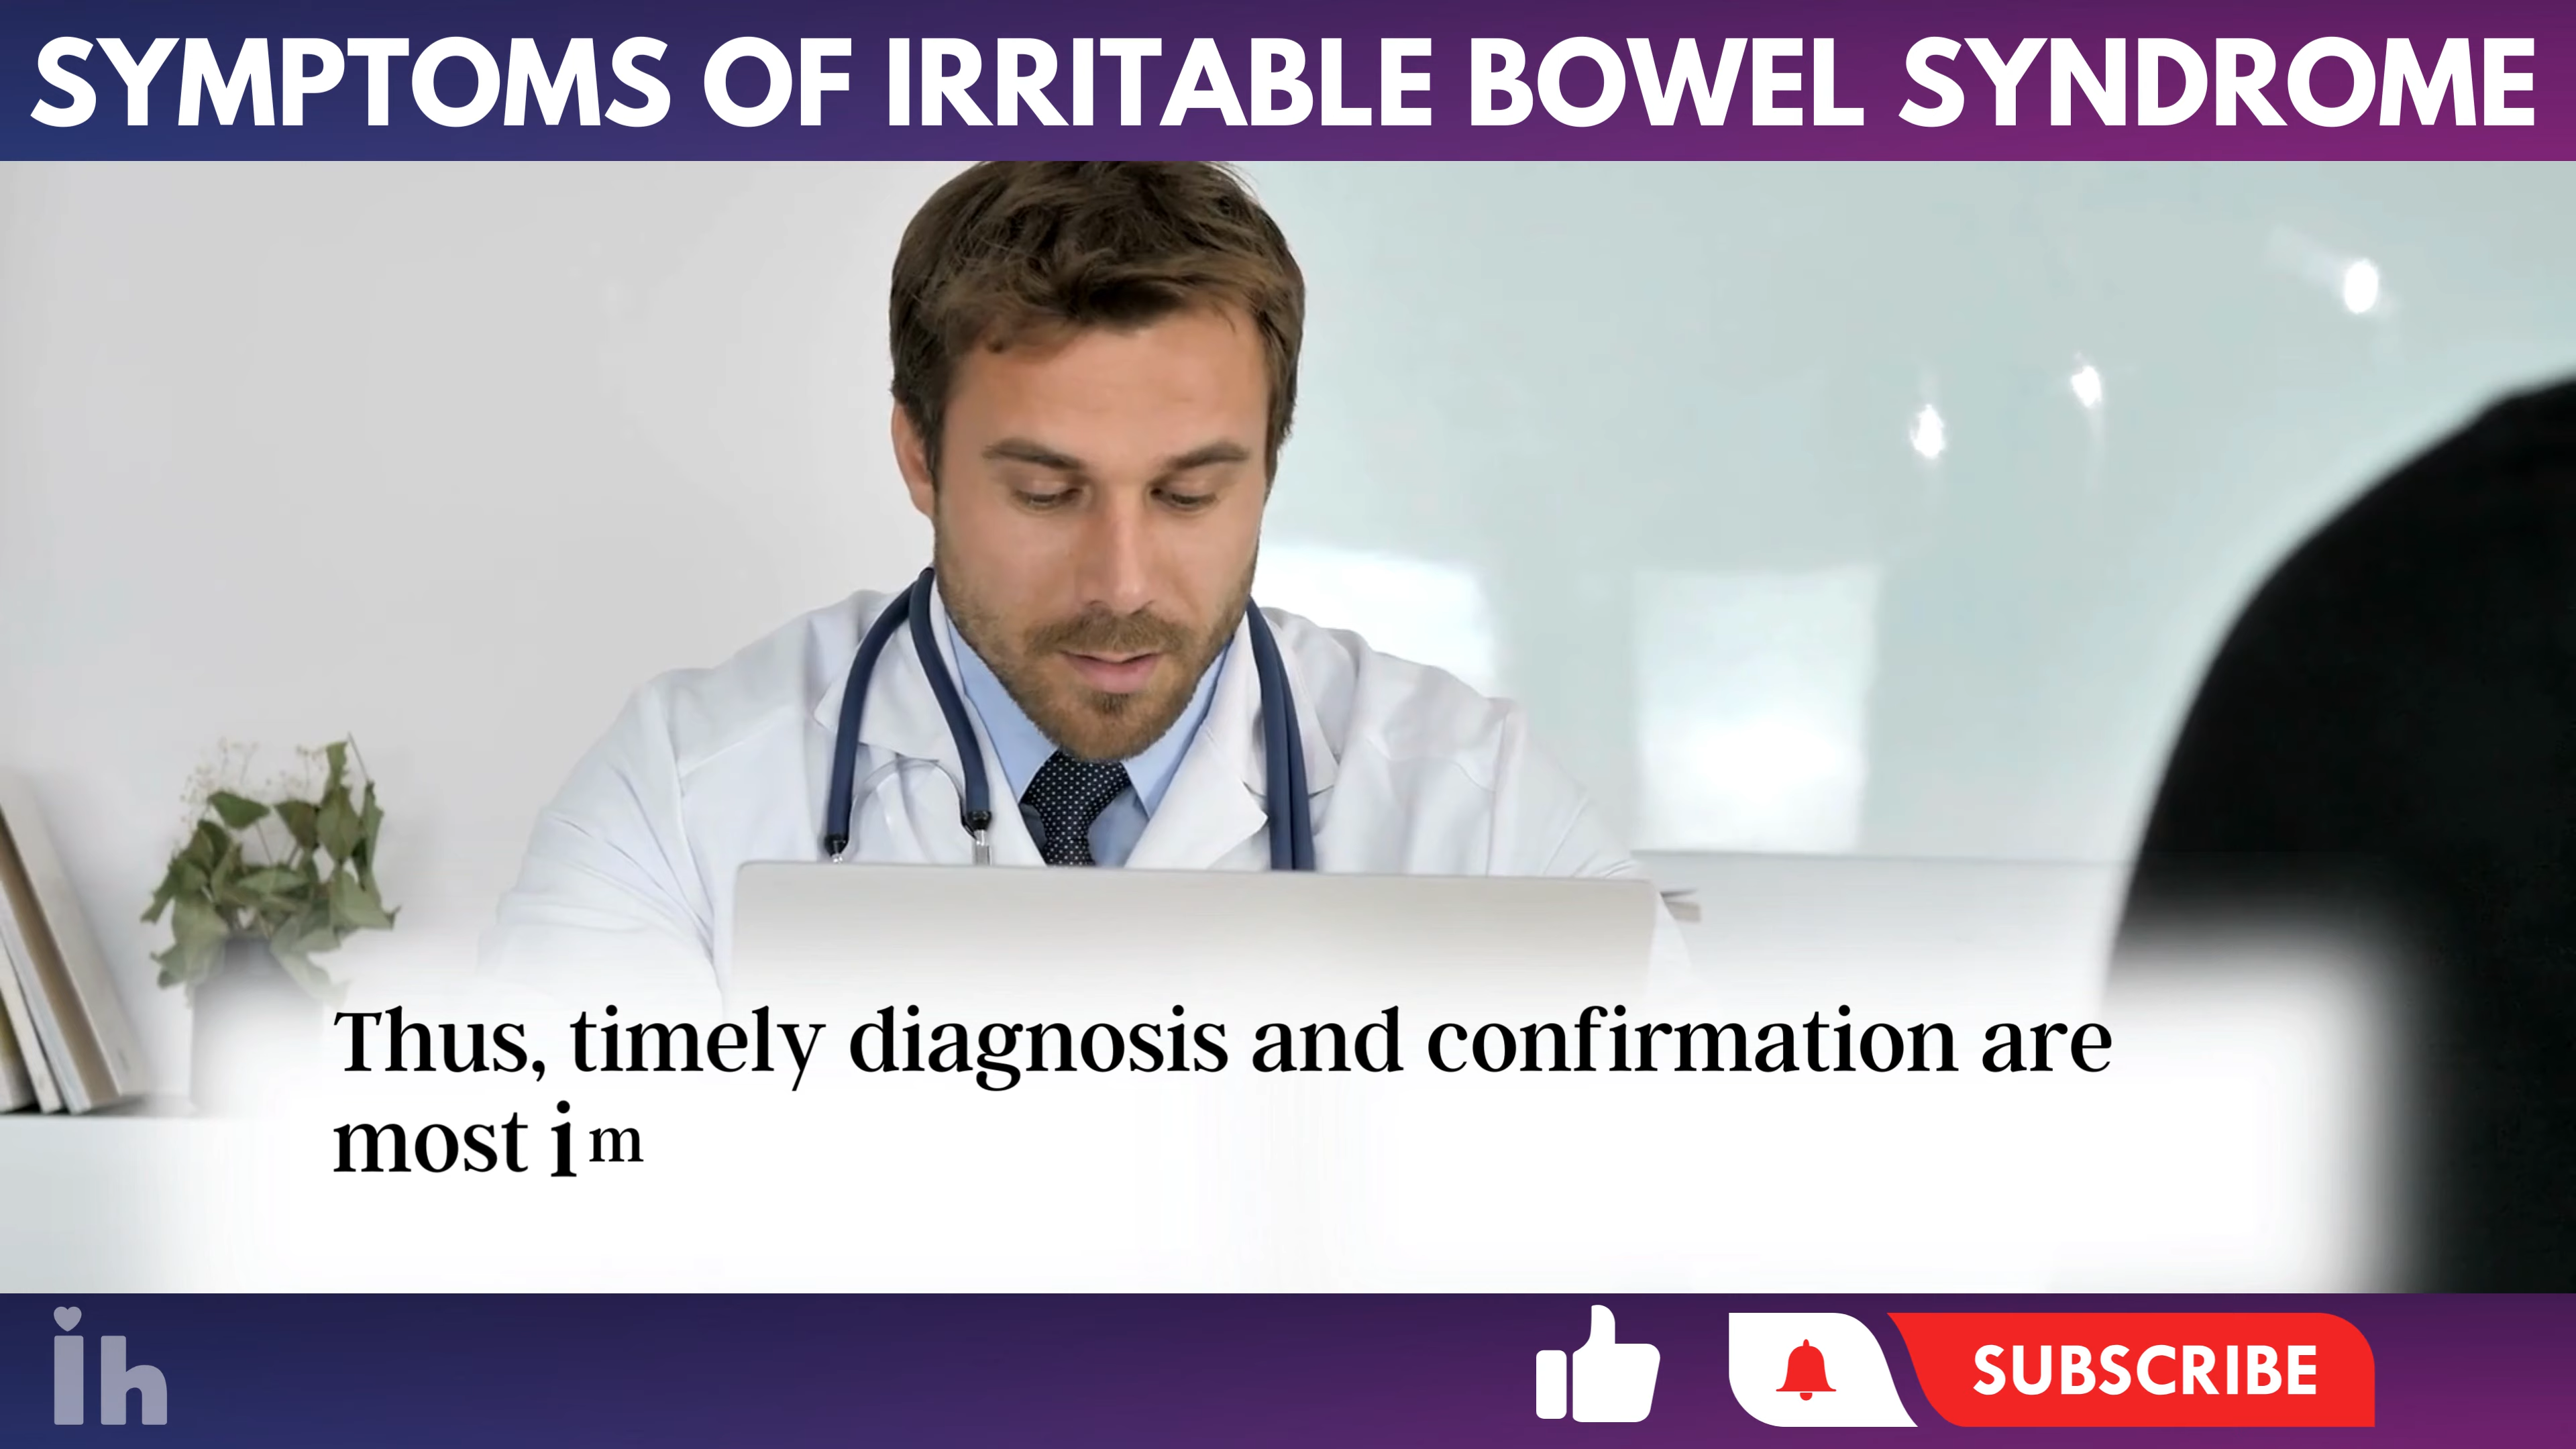 SYMPTOMS OF IRRITABLE BOWEL SYNDROME
Thus, timely diagnosis and confirmation are
most im
ih
SUBSCRIBE